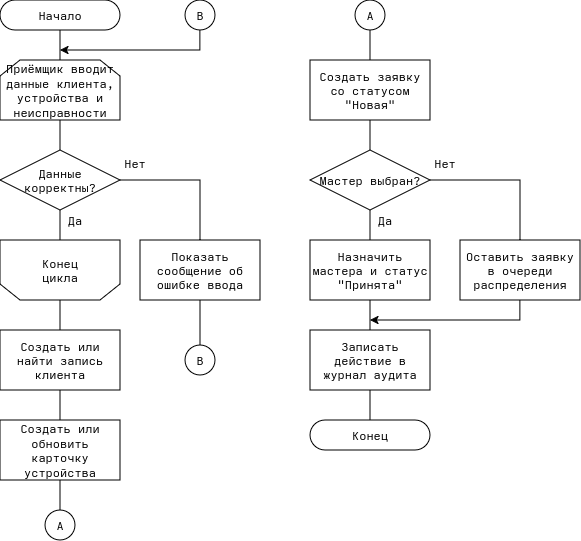 Начало
B
Приёмщик вводит
данные клиента,
устройства и
неисправности
Данные
корректны?
Нет
Да
Конец
цикла
Показать
сообщение об
ошибке ввода
B
Создать или
найти запись
клиента
Создать или
обновить
карточку
устройства
A
A
Создать заявку
со статусом
"Новая"
Мастер выбран?
Нет
Да
Назначить
мастера и статус
"Принята"
Оставить заявку
в очереди
распределения
Записать
действие в
журнал аудита
Конец